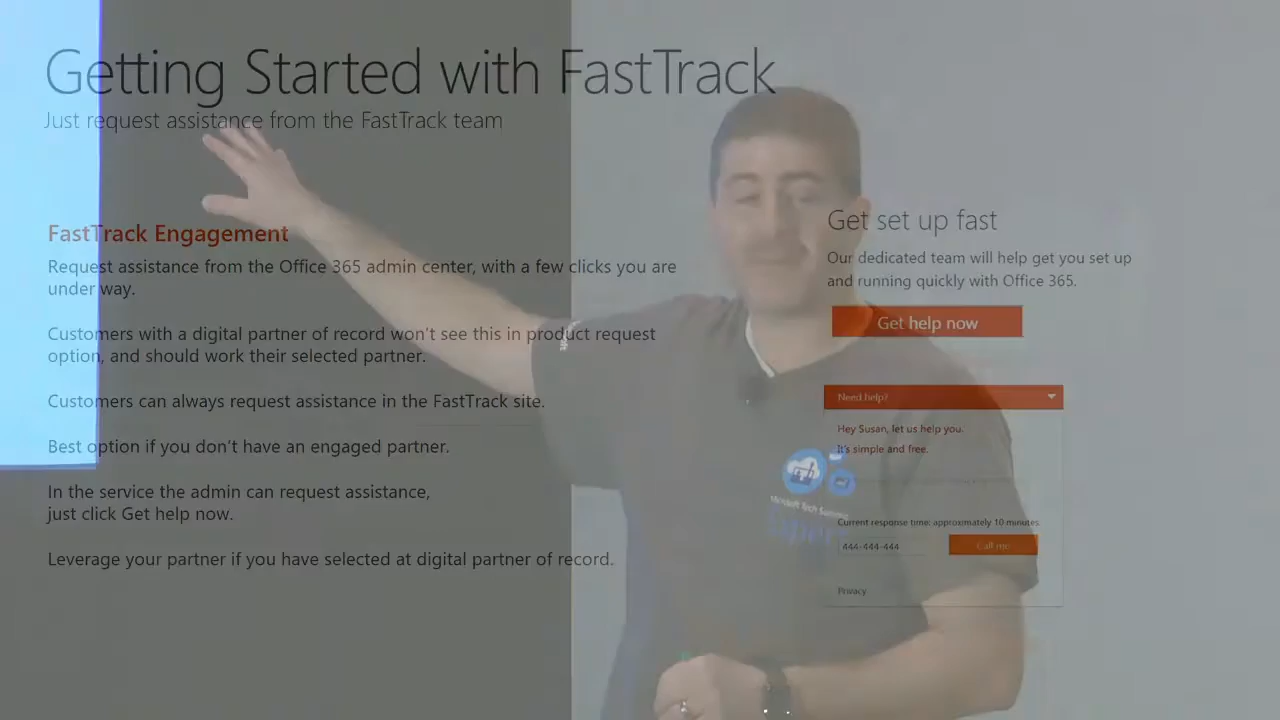 Getting Started with FastTrack
Just request assistance from the FastTrack team
FastTrack Engagement
Request assistance from the Office 365 admin center, with a few clicks you are
under way.
Customers with a digital partner of record won't see this in product request
option, and should work their selected partner.
Customers can always request assistance in the FastTrack site.
Best option if you don't have an engaged partner.
In the service the admin can request assistance,
just click Get help now.
Leverage your partner if you have selected at digital partner of record.
Get set up fast
Our dedicated team will help get you set up
and running quickly with Office 365.
Get help now
Need help?
Hey Susan, let us help you.
It's simple and free.
Current response time: approximately 10 minutes.
444-444-444
Call me
Privacy
Microsoft Tech Summit